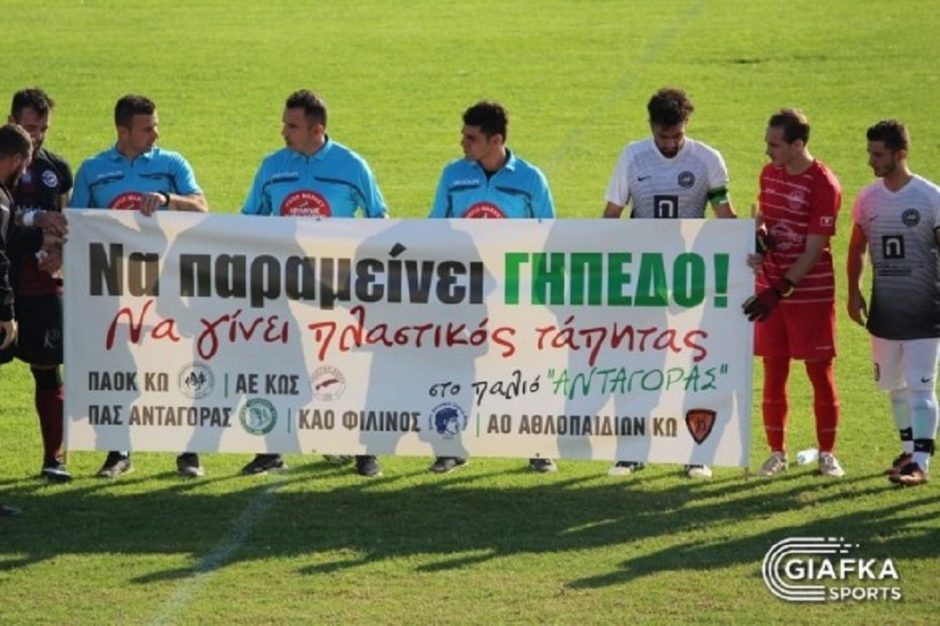 Να παραμείνει ΓΗΠΕΔΟ!
Να γίνει πλαστικός τάπητας
στο παλιό "ΑΝΤΑΓΟΡΑΣ"
ΠΑΟΚ ΚΩ | ΑΕ ΚΩΣ
ΠΑΣ ΑΝΤΑΓΟΡΑΣ | ΚΑΟ ΦΙΛΙΝΟΣ | ΑΟ ΑΘΛΟΠΑΙΔΙΩΝ ΚΩ
GIAFKA
SPORTS